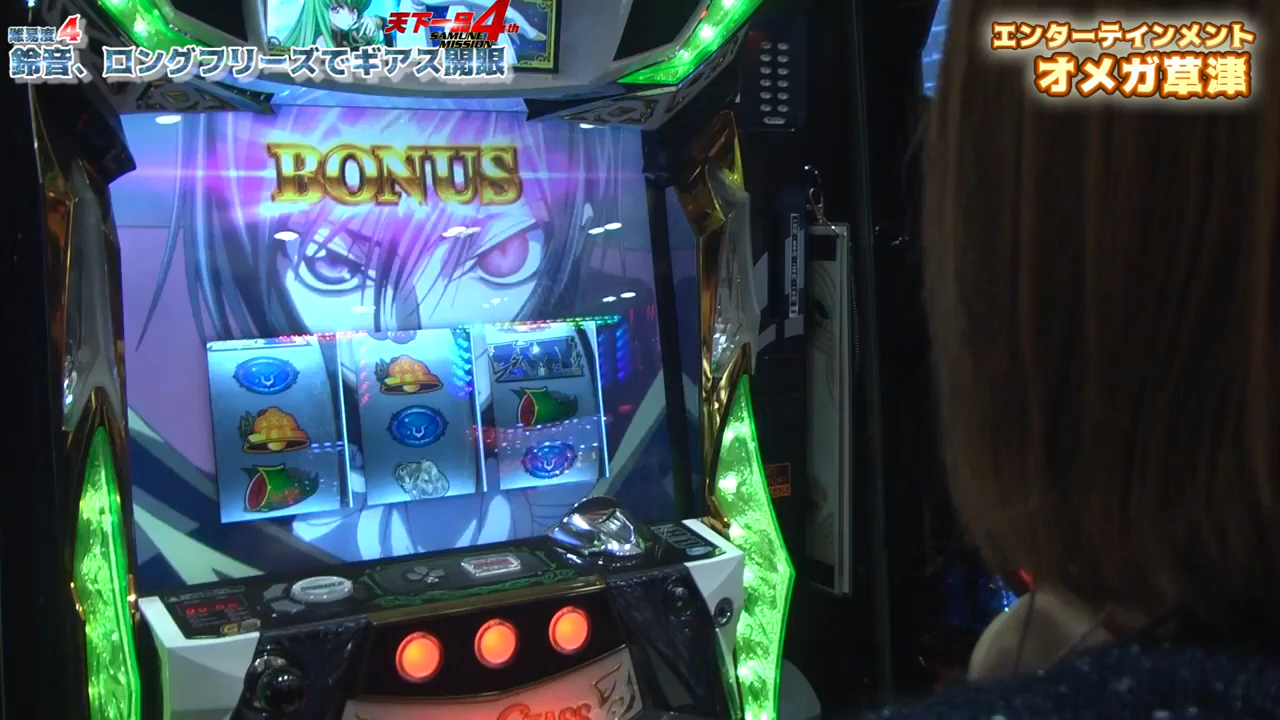 難易度4
天下一品4th
SAMUNE MISSION
鈴音、ロングフリーズでギアス開眼
エンターテインメント
オメガ草津
BONUS